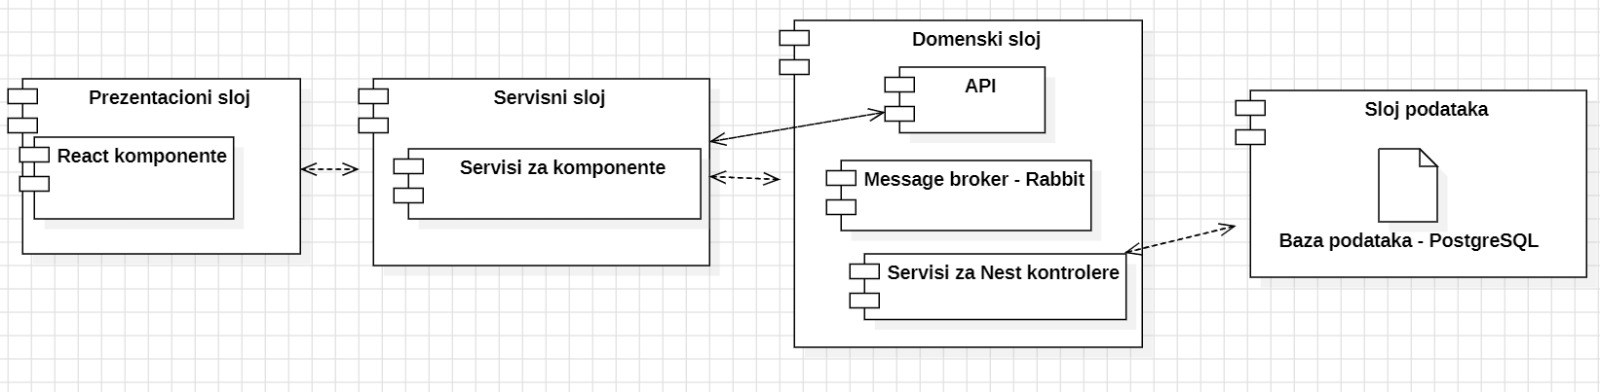 Prezentacioni sloj
React komponente
Servisni sloj
Servisi za komponente
Domenski sloj
API
Message broker - Rabbit
Servisi za Nest kontrolere
Sloj podataka
Baza podataka - PostgreSQL